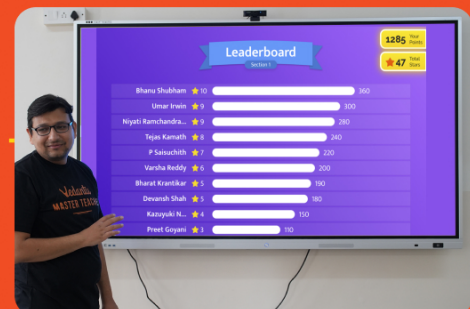 Leaderboard
Section 1
1285 Your Points
47 Total Stars
Bhanu Shubham 10 360
Umar Irwin 9 300
Niyati Ramchandra... 9 280
Tejas Kamath 8 240
P Saisuchith 7 220
Varsha Reddy 6 200
Bharat Krantikar 5 190
Devansh Shah 5 180
Kazuyuki N... 4 150
Preet Goyani 3 110
Vedantu
MASTER TEACHER